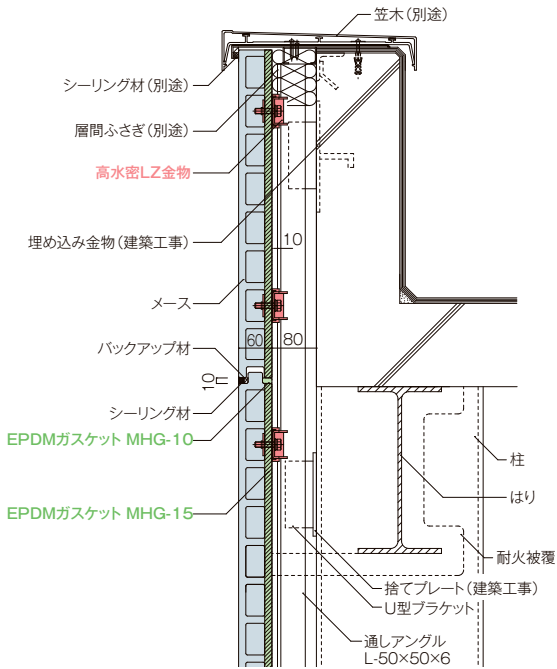 笠木(別途)
シーリング材(別途)
層間ふさぎ(別途)
高水密LZ金物
埋め込み金物(建築工事)
10
メース
60
80
バックアップ材
10
シーリング材
EPDMガスケット MHG-10
柱
はり
EPDMガスケット MHG-15
耐火被覆
捨てプレート(建築工事)
U型ブラケット
通しアングル
L-50×50×6